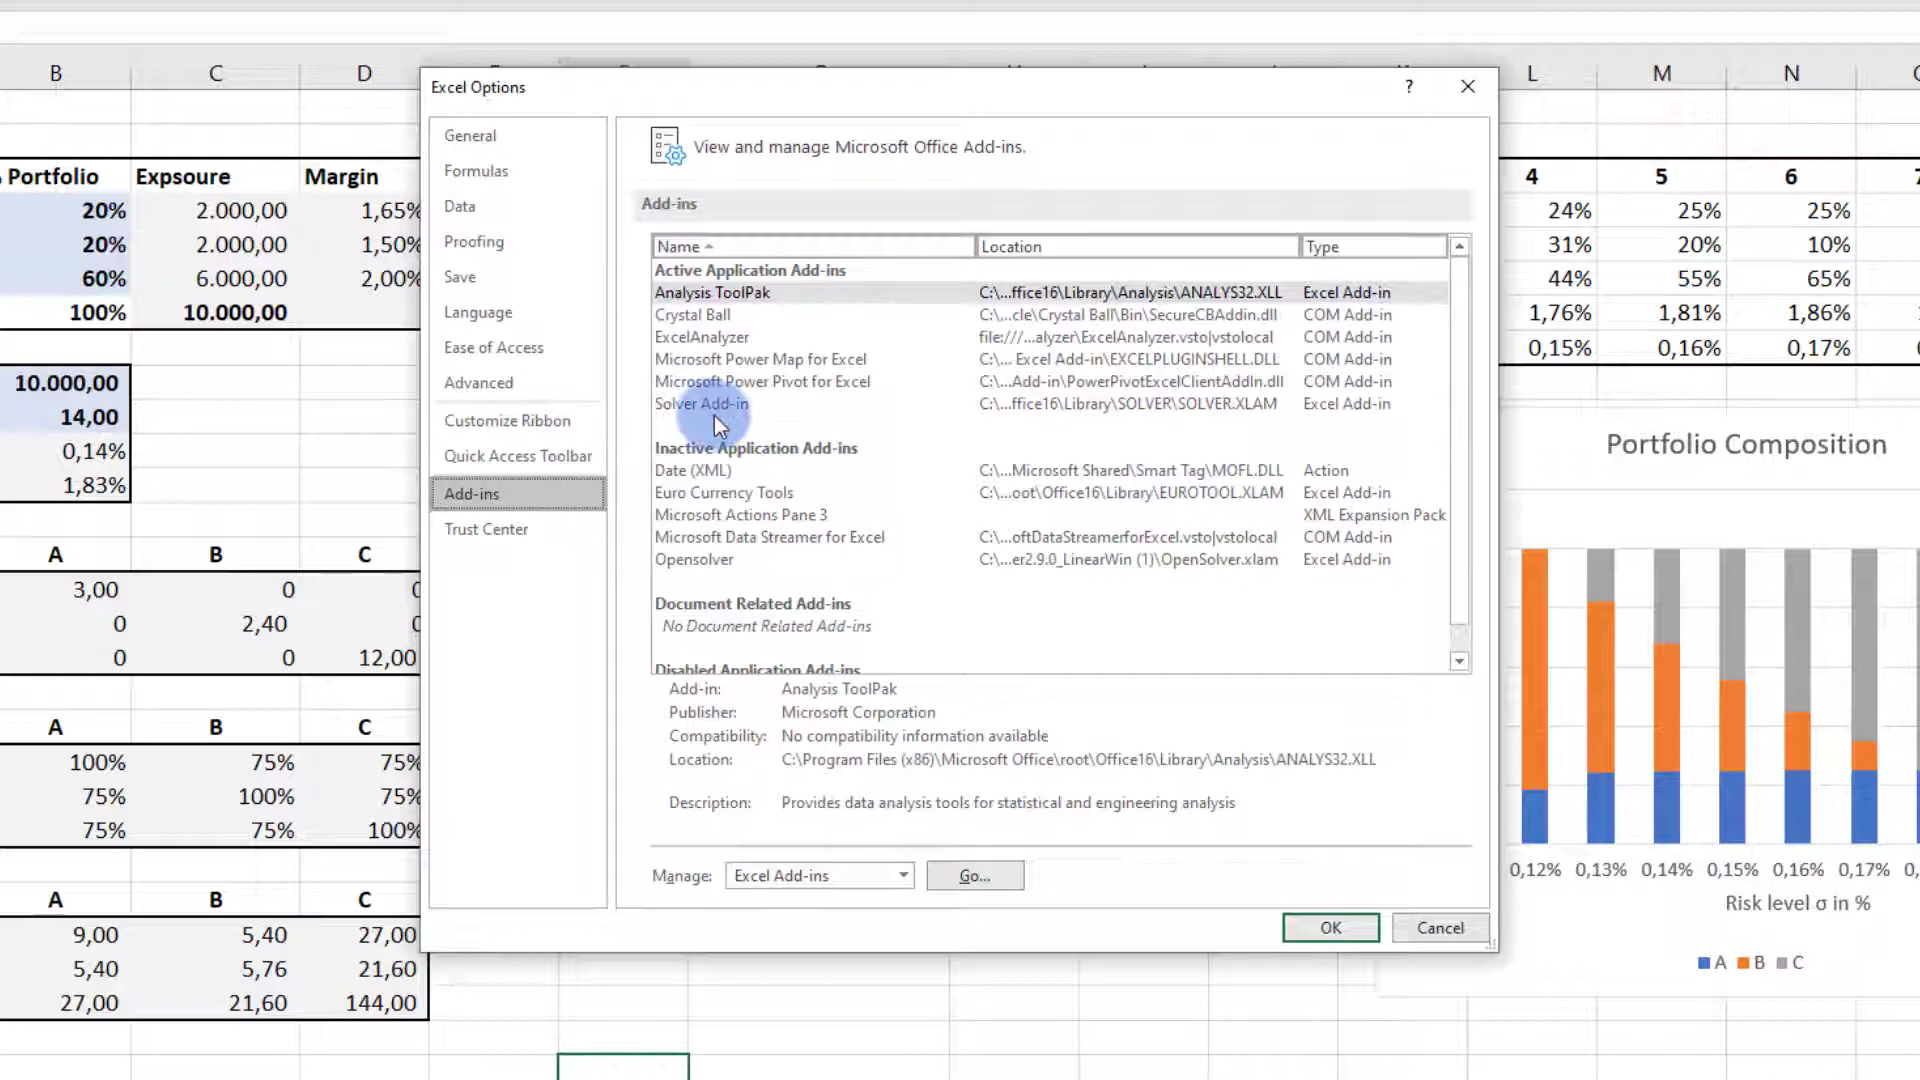 B C D L M N
Excel Options ?
General
Formulas
Data
Proofing
Save
Language
Ease of Access
Advanced
Customize Ribbon
Quick Access Toolbar
Add-ins
Trust Center
View and manage Microsoft Office Add-ins.
Add-ins
Name Location Type
Active Application Add-ins
Analysis ToolPak C:\...ffice16\Library\Analysis\ANALYS32.XLL Excel Add-in
Crystal Ball C:\...cle\Crystal Ball\Bin\SecureCBAddin.dll COM Add-in
ExcelAnalyzer file:///...alyzer\ExcelAnalyzer.vsto|vstolocal COM Add-in
Microsoft Power Map for Excel C:\... Excel Add-in\EXCELPLUGINSHELL.DLL COM Add-in
Microsoft Power Pivot for Excel C:\...Add-in\PowerPivotExcelClientAddIn.dll COM Add-in
Solver Add-in C:\...ffice16\Library\SOLVER\SOLVER.XLAM Excel Add-in
Inactive Application Add-ins
Date (XML) C:\...Microsoft Shared\Smart Tag\MOFL.DLL Action
Euro Currency Tools C:\...oot\Office16\Library\EUROTOOL.XLAM Excel Add-in
Microsoft Actions Pane 3 XML Expansion Pack
Microsoft Data Streamer for Excel C:\...oftDataStreamerforExcel.vsto|vstolocal COM Add-in
Opensolver C:\...er2.9.0_LinearWin (1)\OpenSolver.xlam Excel Add-in
Document Related Add-ins
No Document Related Add-ins
Disabled Application Add-ins
Add-in: Analysis ToolPak
Publisher: Microsoft Corporation
Compatibility: No compatibility information available
Location: C:\Program Files (x86)\Microsoft Office\root\Office16\Library\Analysis\ANALYS32.XLL
Description: Provides data analysis tools for statistical and engineering analysis
Manage: Excel Add-ins Go...
OK Cancel
Portfolio Expsoure Margin
20% 2.000,00 1,65%
20% 2.000,00 1,50%
60% 6.000,00 2,00%
100% 10.000,00
10.000,00
14,00
0,14%
1,83%
A B C
3,00 0 0
0 2,40 0
0 0 12,00
A B C
100% 75% 75%
75% 100% 75%
75% 75% 100%
A B C
9,00 5,40 27,00
5,40 5,76 21,60
27,00 21,60 144,00
4 5 6
24% 25% 25%
31% 20% 10%
44% 55% 65%
1,76% 1,81% 1,86%
0,15% 0,16% 0,17%
Portfolio Composition
0,12% 0,13% 0,14% 0,15% 0,16% 0,17%
Risk level σ in %
A B C